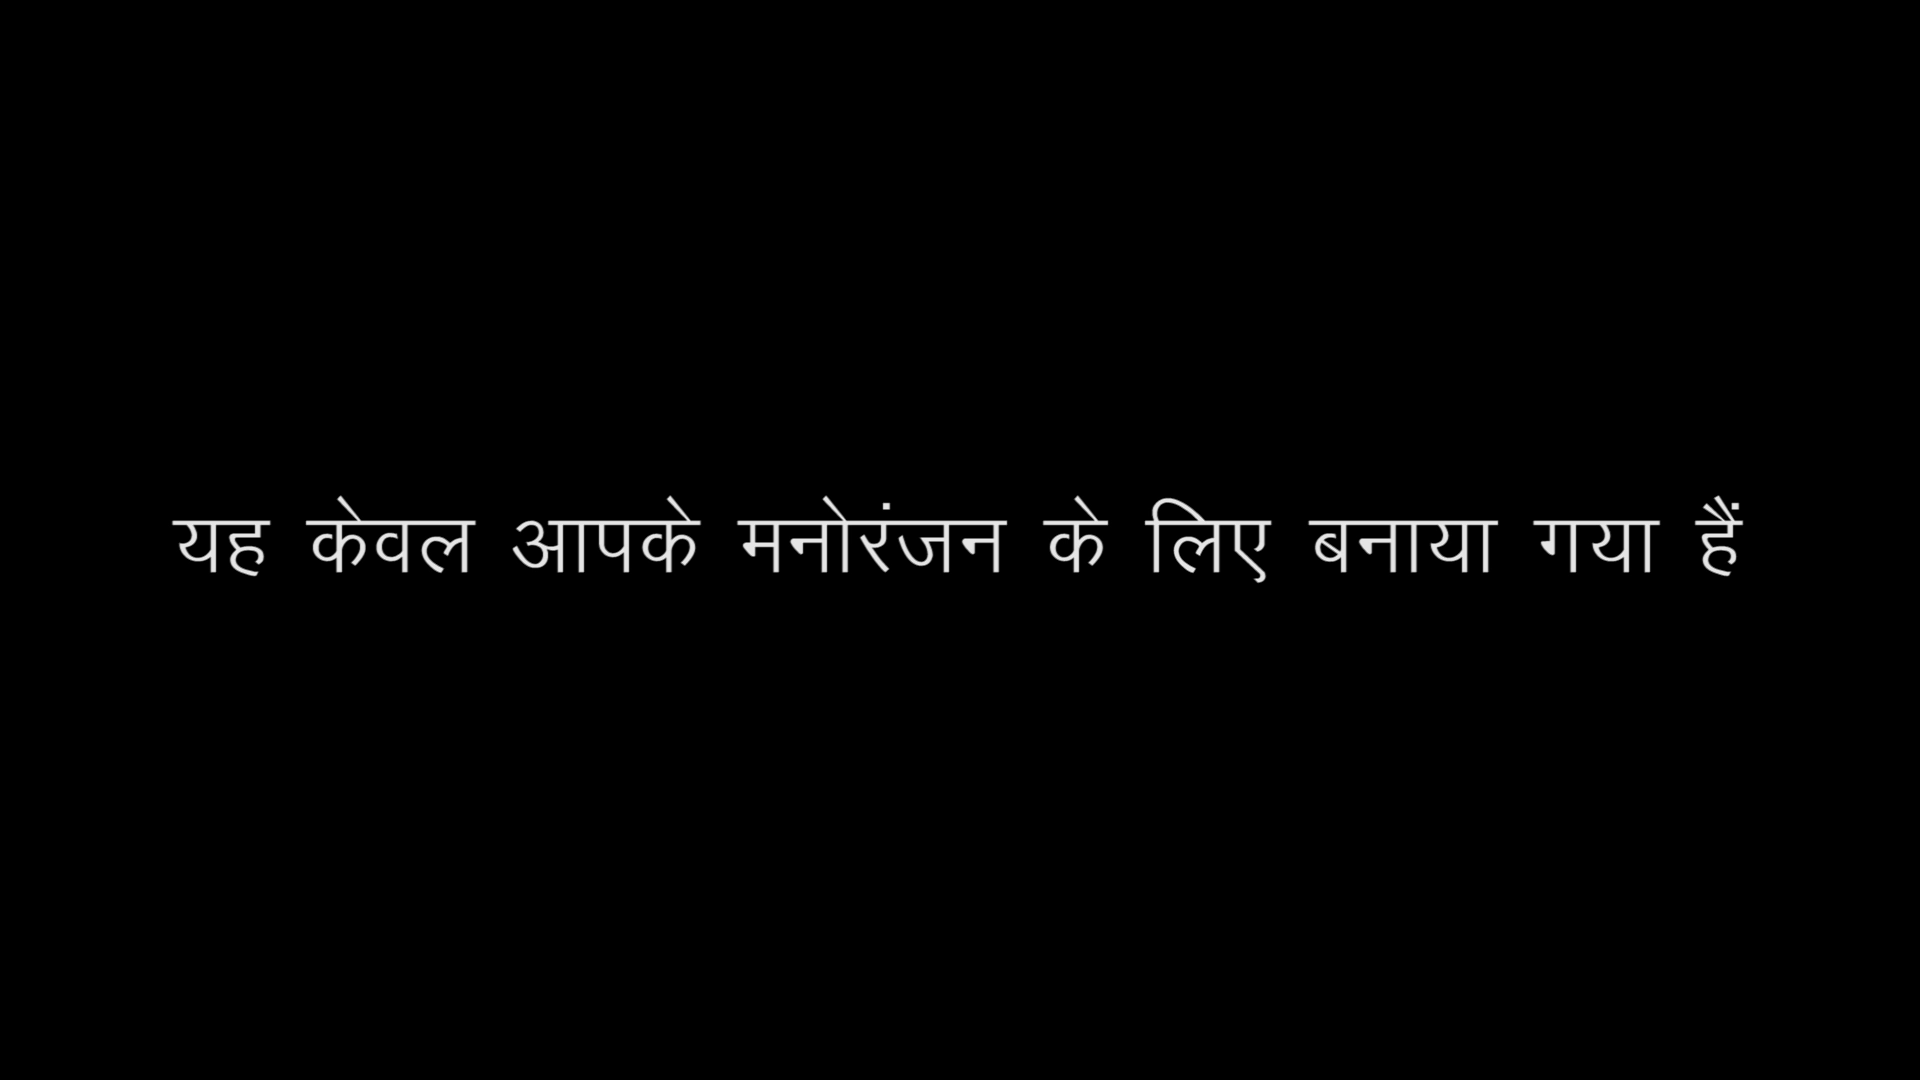 यह केवल आपके मनोरंजन के लिए बनाया गया हैं